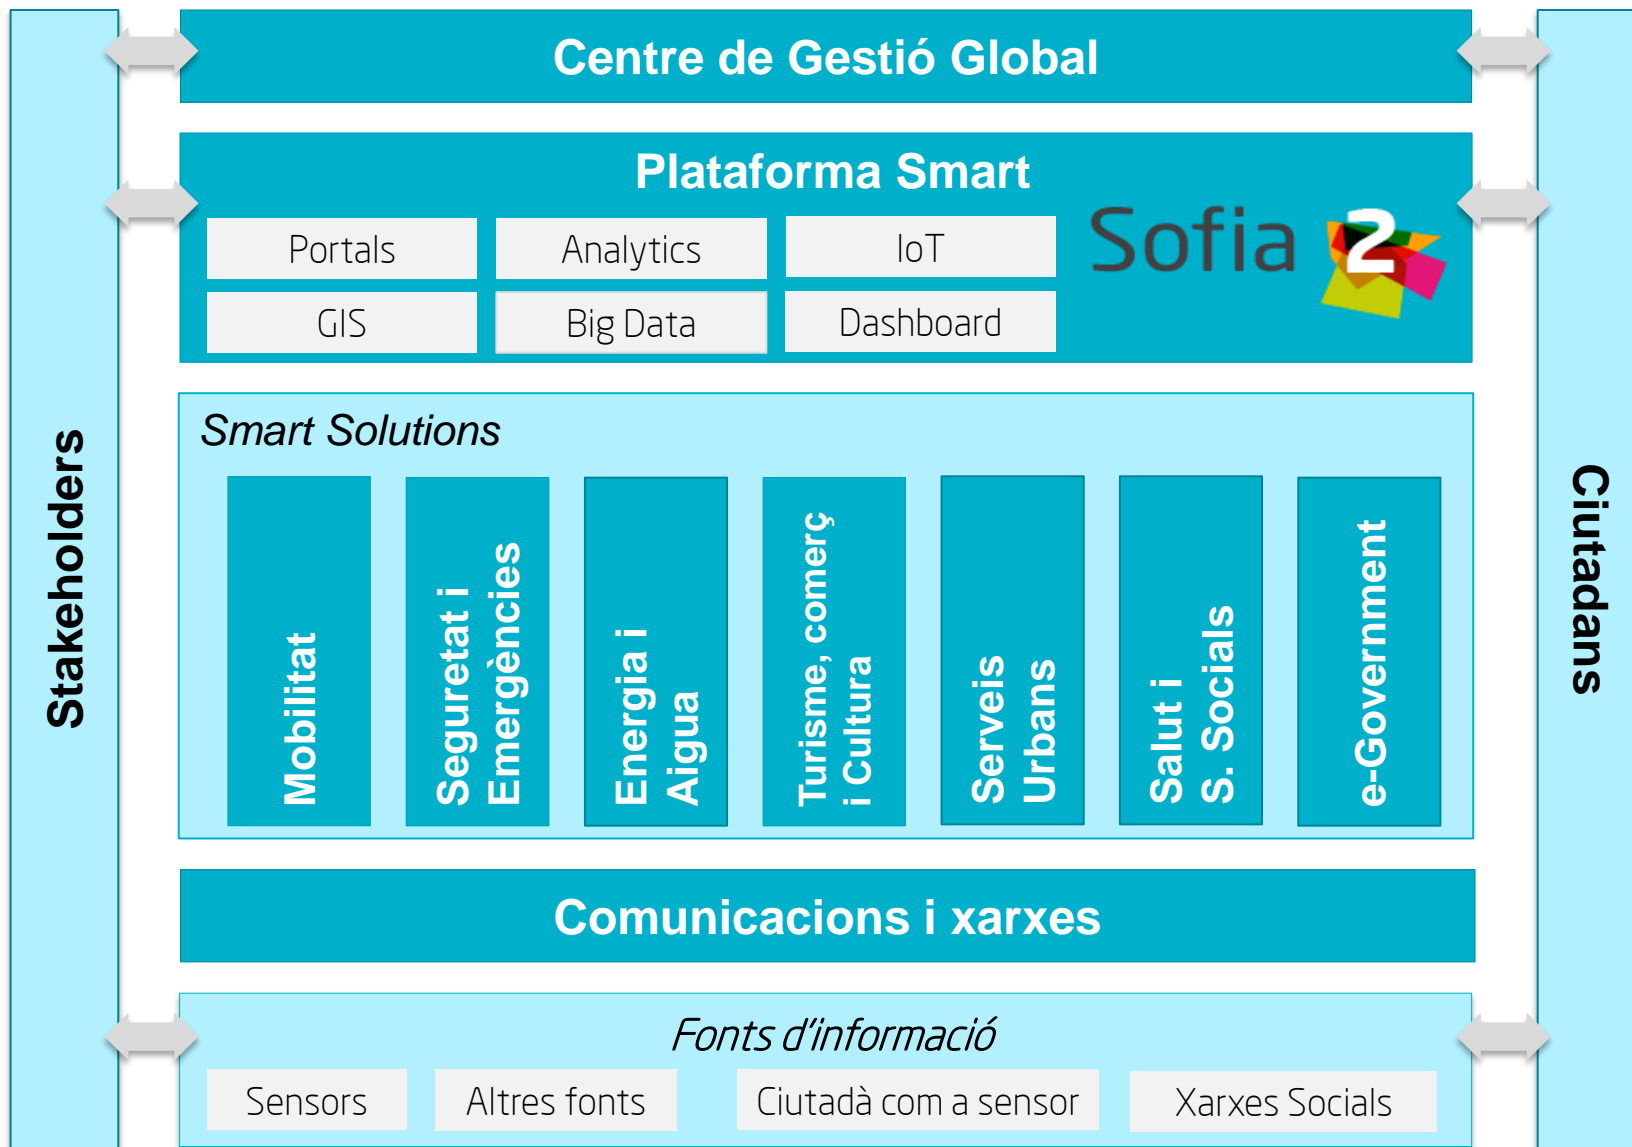 Centre de Gestió Global
Plataforma Smart
Portals
Analytics
IoT
GIS
Big Data
Dashboard
Sofia 2
Stakeholders
Smart Solutions
Mobilitat
Seguretat i
Emergències
Energia i
Aigua
Turisme, comerç
i Cultura
Serveis
Urbans
Salut i
S. Socials
e-Government
Ciutadans
Comunicacions i xarxes
Fonts d'informació
Sensors
Altres fonts
Ciutadà com a sensor
Xarxes Socials